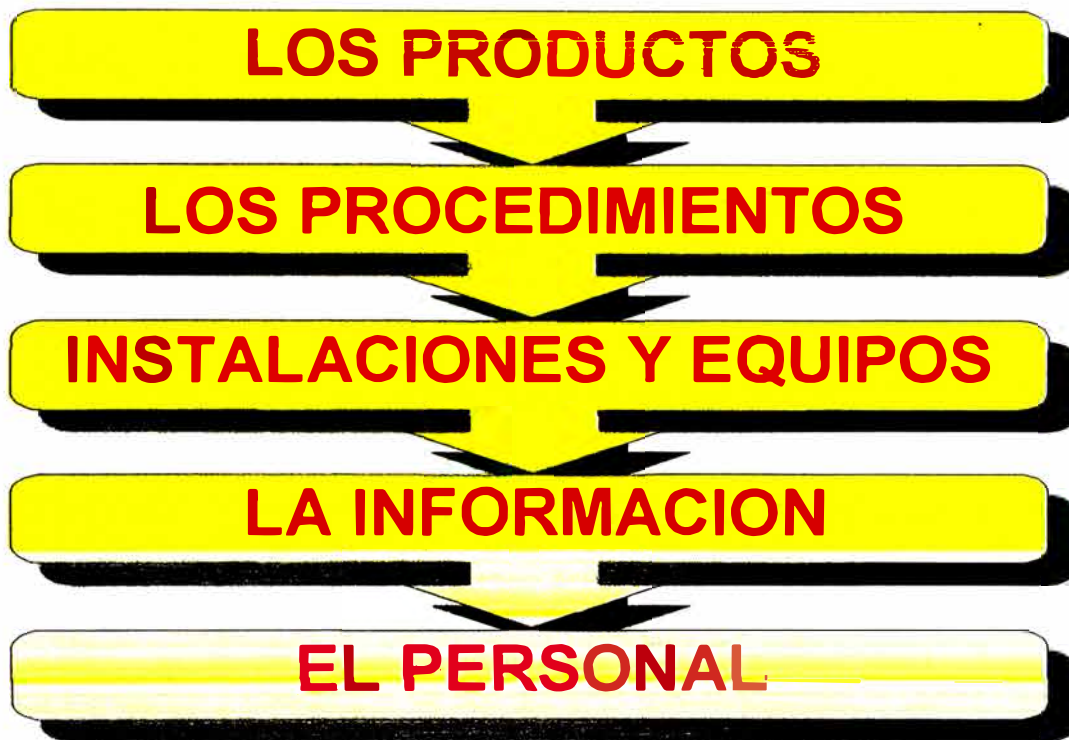 LOS PRODUCTOS
LOS PROCEDIMIENTOS
INSTALACIONES Y EQUIPOS
LA INFORMACION
EL PERSONAL